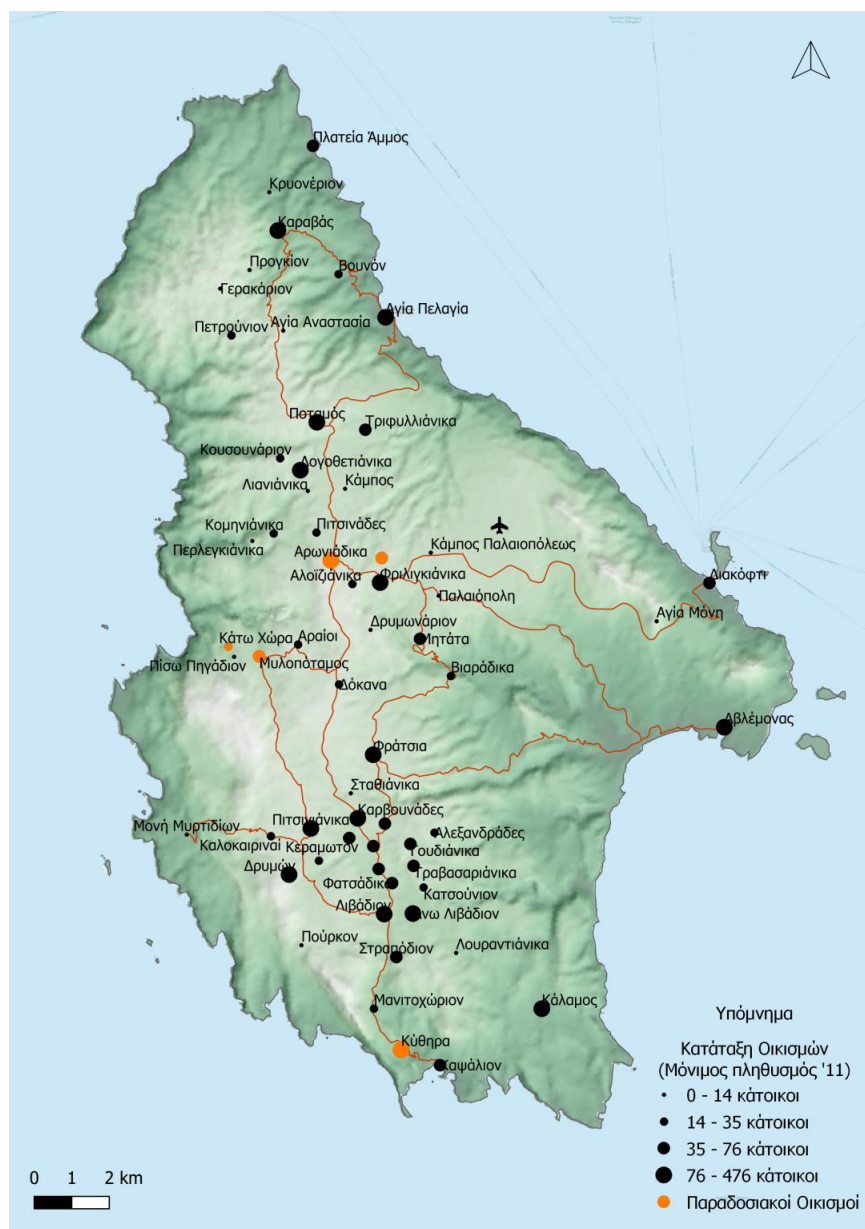 Πλατεία Άμμος
Κρυονέριον
Καραβάς
Προγκίον
Βουνόν
Γερακάριον
Αγία Πελαγία
Αγία Αναστασία
Πετρούνιον
Ποταμός
Τριφυλλιάνικα
Κουσουνάριον
Λογοθετιάνικα
Λιανιάνικα
Κάμπος
Κομηνιάνικα
Πιτσινάδες
Περλεγκιάνικα
Αρωνιάδικα
Κάμπος Παλαιοπόλεως
Αλοϊζιάνικα
Φριλιγκιάνικα
Διακόφτι
Παλαιόπολη
Αγία Μόνη
Δρυμωνάριον
Κάτω Χώρα
Αραίοι
Μητάτα
Πίσω Πηγάδιον
Μυλοπόταμος
Βιαράδικα
Δόκανα
Αβλέμονας
Φράτσια
Σταθιάνικα
Καρβουνάδες
Πιτσινιάνικα
Μονή Μυρτιδίων
Αλεξανδράδες
Καλοκαιριναί
Κεραμωτόν
Γουδιάνικα
Δρυμών
Τραβασαριάνικα
Φατσάδικα
Κατσούνιον
Λιβάδιον
Άνω Λιβάδιον
Πούρκον
Στραπόδιον
Λουραντιάνικα
Μανιτοχώριον
Κάλαμος
Κύθηρα
Καψάλιον
Υπόμνημα
Κατάταξη Οικισμών
(Μόνιμος πληθυσμός '11)
0 - 14 κάτοικοι
14 - 35 κάτοικοι
35 - 76 κάτοικοι
76 - 476 κάτοικοι
Παραδοσιακοί Οικισμοί
0 1 2 km